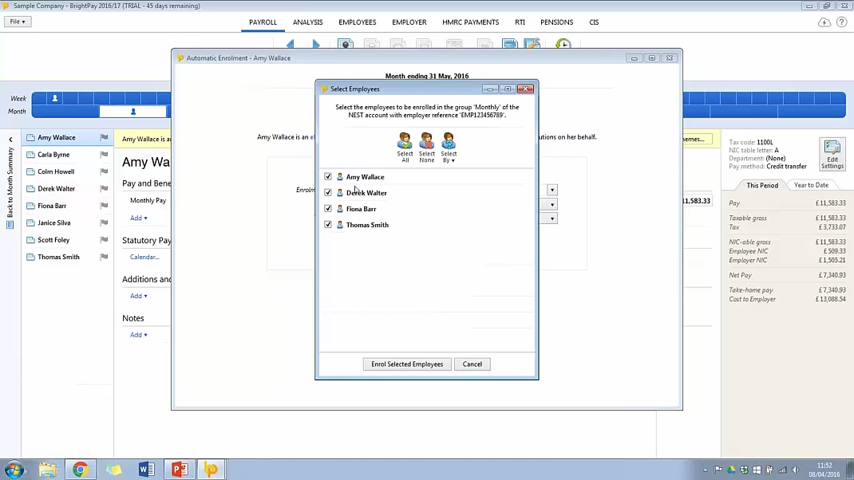 Sample Company - BrightPay 2016/17 (TRIAL - 45 days remaining)
File
PAYROLL ANALYSIS EMPLOYEES EMPLOYER HMRC PAYMENTS RTI PENSIONS CIS
Automatic Enrolment - Amy Wallace
Month ending 31 May, 2016
Select Employees
Week
Month
Select the employees to be enrolled in the group 'Monthly' of the
NEST account with employer reference 'EMP123456789'.
Back to Month Summary
Amy Wallace
Carla Byrne
Colm Howell
Derek Walter
Fiona Barr
Janice Silva
Scott Foley
Thomas Smith
Amy Wallace is
Amy Wa
Pay and Bene
Monthly Pay
Add
Statutory Pay
Calendar...
Additions and
Add
Notes
Add
Amy Wallace is an el
utions on her behalf.
Enrolm
Select All
Select None
Select By
Amy Wallace
Derek Walter
Fiona Barr
Thomas Smith
Enrol Selected Employees
Cancel
emes...
11,583.33
Tax code: 1100L
NIC table letter: A
Department: (None)
Pay method: Credit transfer
Edit Settings
This Period Year to Date
Pay £11,583.33
Taxable gross £11,583.33
Tax £3,733.07
NIC-able gross £11,583.33
Employee NIC £509.33
Employer NIC £1,505.21
Net Pay £7,340.93
Take-home pay £7,340.93
Cost to Employer £13,088.54
11:52
08/04/2016